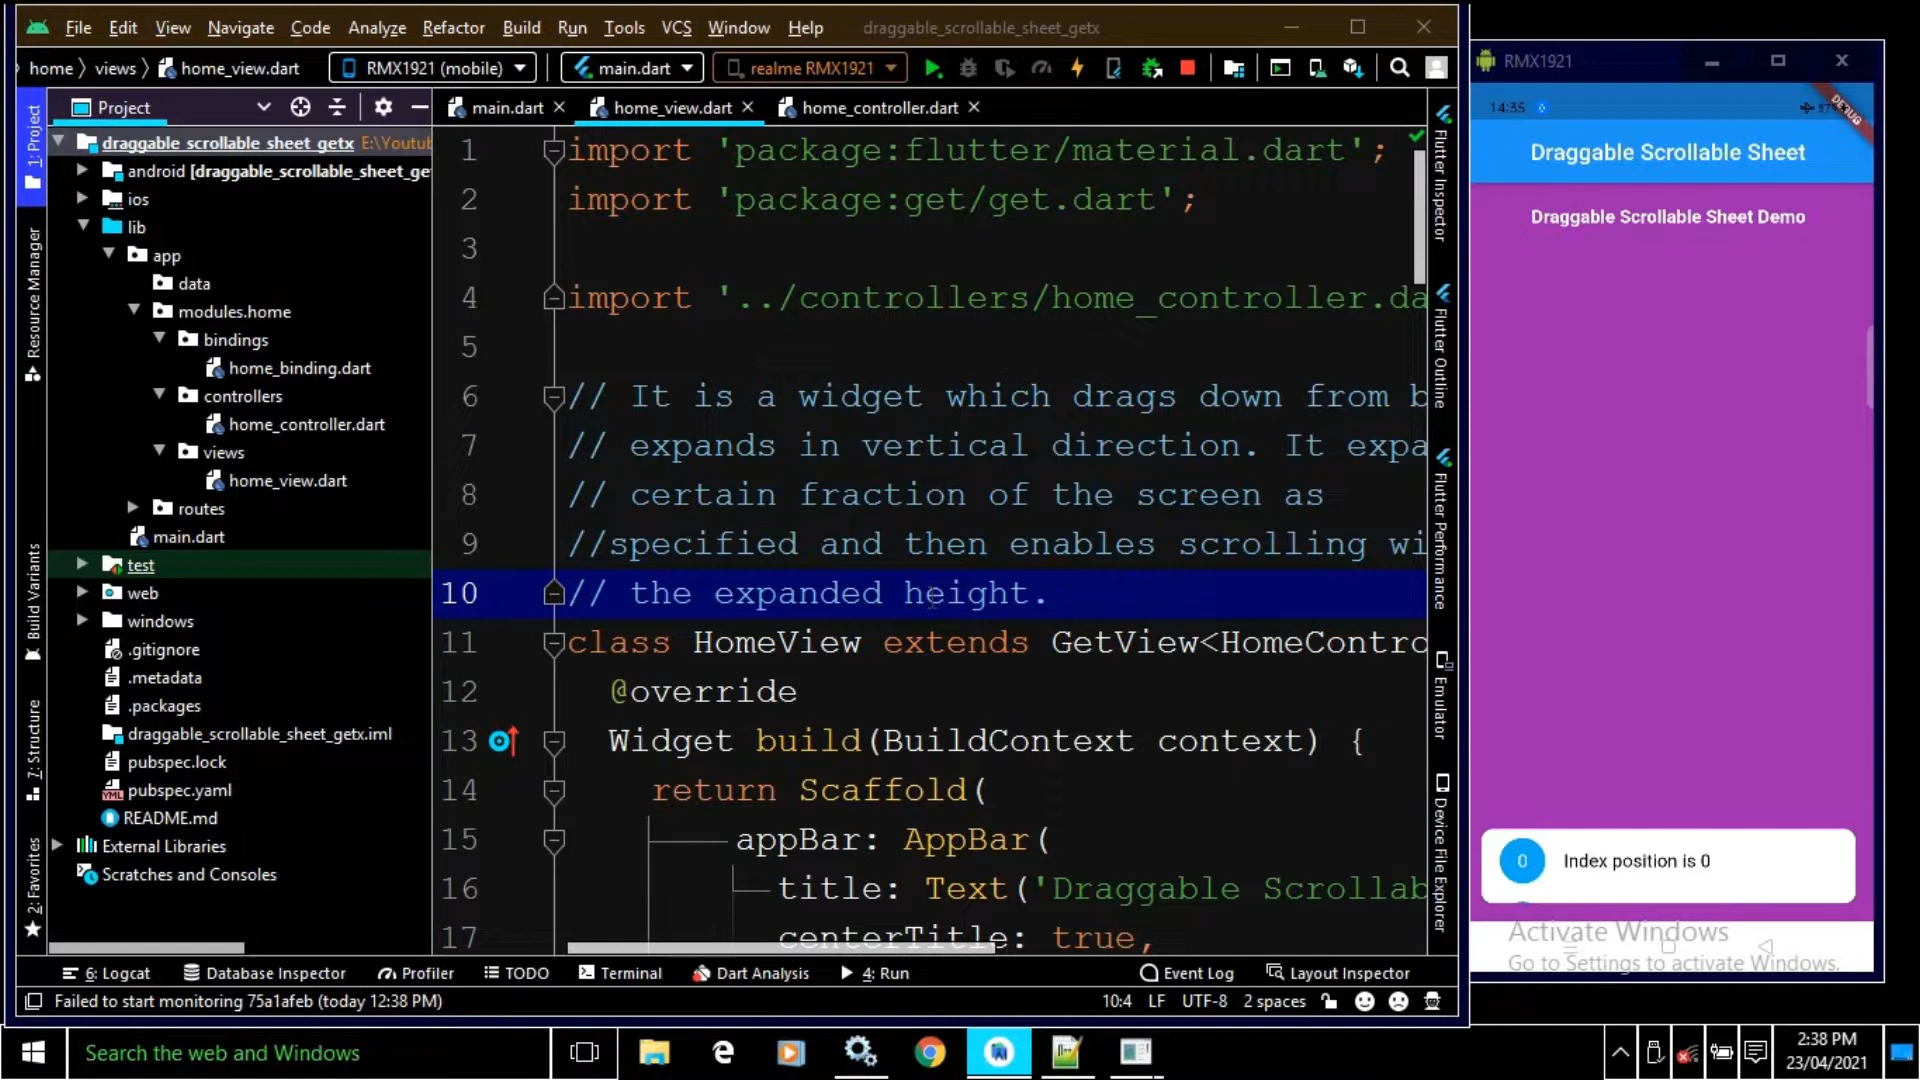 File Edit View Navigate Code Analyze Refactor Build Run Tools VCS Window Help draggable_scrollable_sheet_getx
home views home_view.dart RMX1921 (mobile) main.dart realme RMX1921
Project
main.dart home_view.dart home_controller.dart
draggable_scrollable_sheet_getx E:\Youtub
android [draggable_scrollable_sheet_ge
ios
lib
app
data
modules.home
bindings
home_binding.dart
controllers
home_controller.dart
views
home_view.dart
routes
main.dart
test
web
windows
.gitignore
.metadata
.packages
draggable_scrollable_sheet_getx.iml
pubspec.lock
pubspec.yaml
README.md
External Libraries
Scratches and Consoles
1: Project
Resource Manager
Build Variants
7: Structure
2: Favorites
1 import 'package:flutter/material.dart';
2 import 'package:get/get.dart';
3
4 import '../controllers/home_controller.da
5
6 // It is a widget which drags down from b
7 // expands in vertical direction. It expa
8 // certain fraction of the screen as
9 //specified and then enables scrolling wi
10 // the expanded height.
11 class HomeView extends GetView<HomeContro
12 @override
13 Widget build(BuildContext context) {
14 return Scaffold(
15 appBar: AppBar(
16 title: Text('Draggable Scrollab
17 centerTitle: true,
Flutter Inspector
Flutter Outline
Flutter Performance
Emulator
Device File Explorer
6: Logcat Database Inspector Profiler TODO Terminal Dart Analysis 4: Run Event Log Layout Inspector
Failed to start monitoring 75a1afeb (today 12:38 PM) 10:4 LF UTF-8 2 spaces
RMX1921
14:35
DEBUG
Draggable Scrollable Sheet
Draggable Scrollable Sheet Demo
0 Index position is 0
Activate Windows
Go to Settings to activate Windows.
Search the web and Windows
2:38 PM
23/04/2021